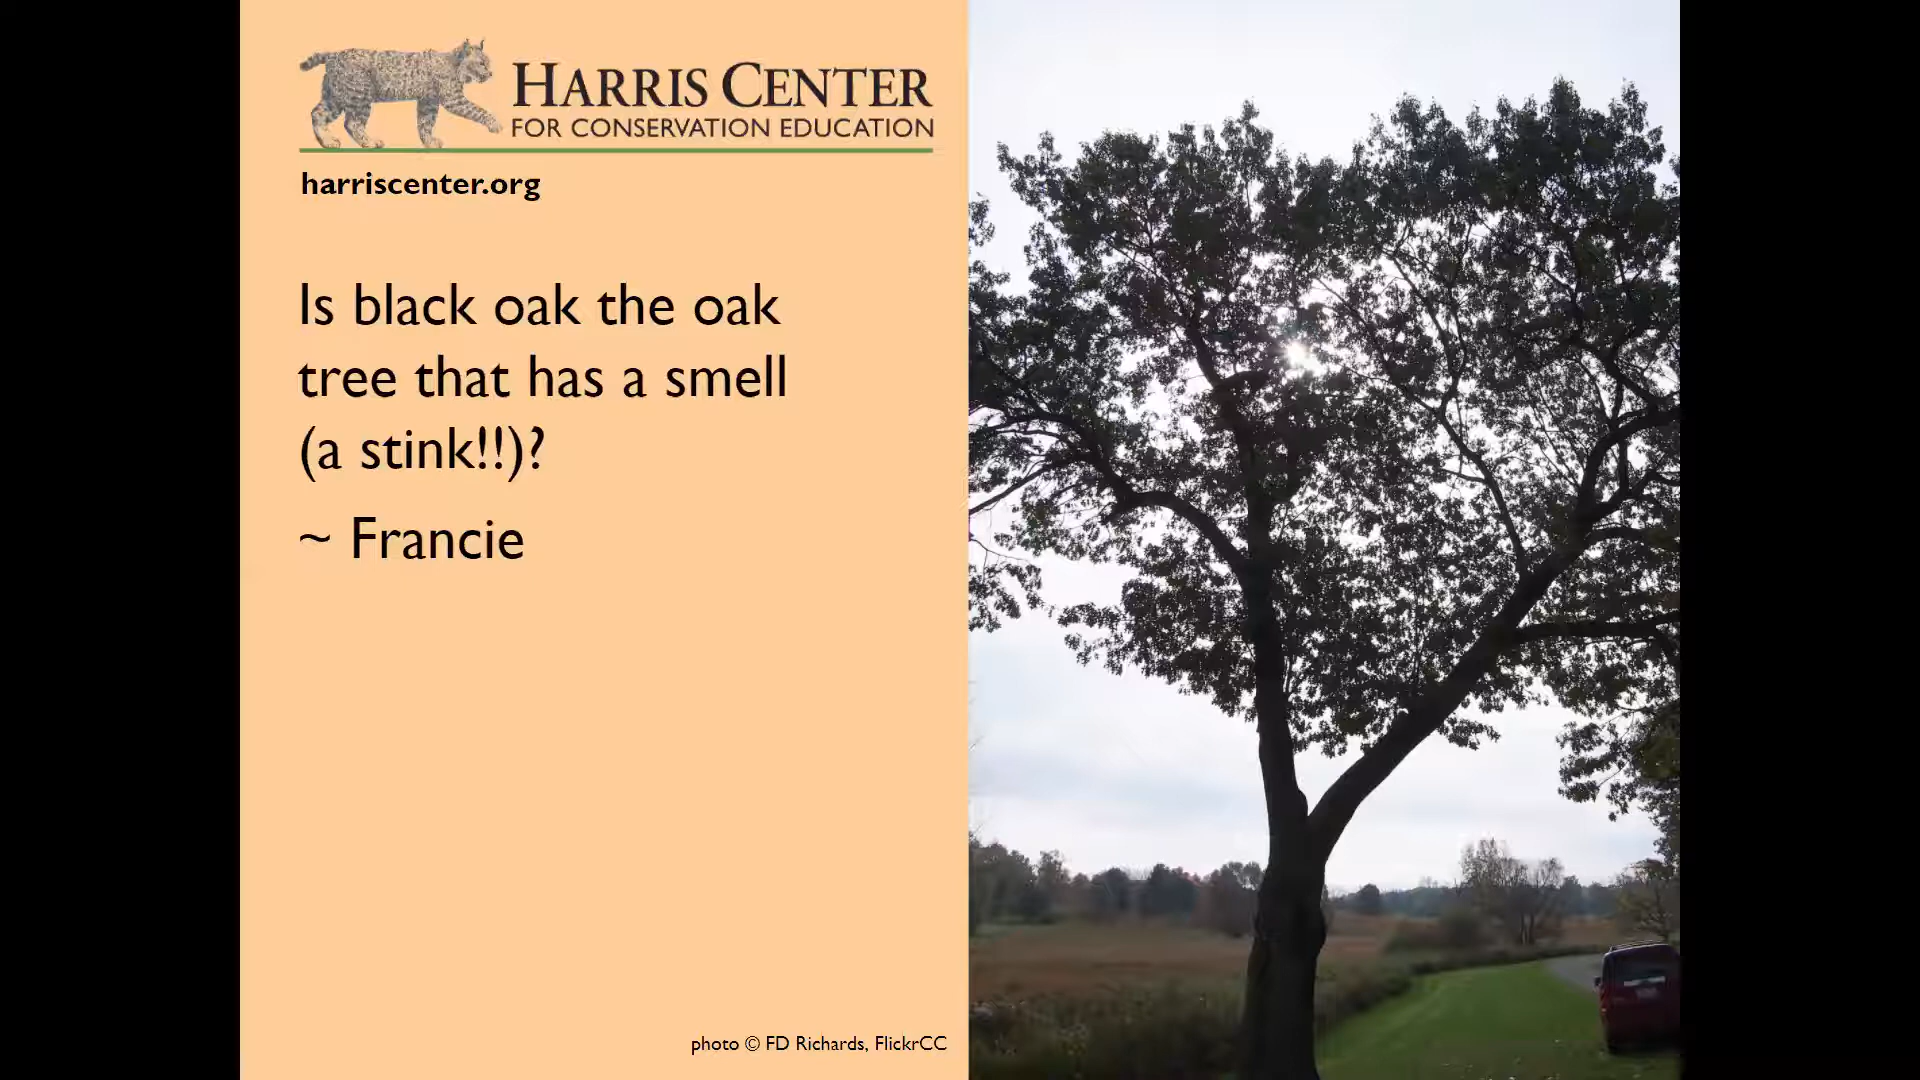 HARRIS CENTER
FOR CONSERVATION EDUCATION
harriscenter.org
Is black oak the oak
tree that has a smell
(a stink!!)?
~ Francie
photo © FD Richards, FlickrCC